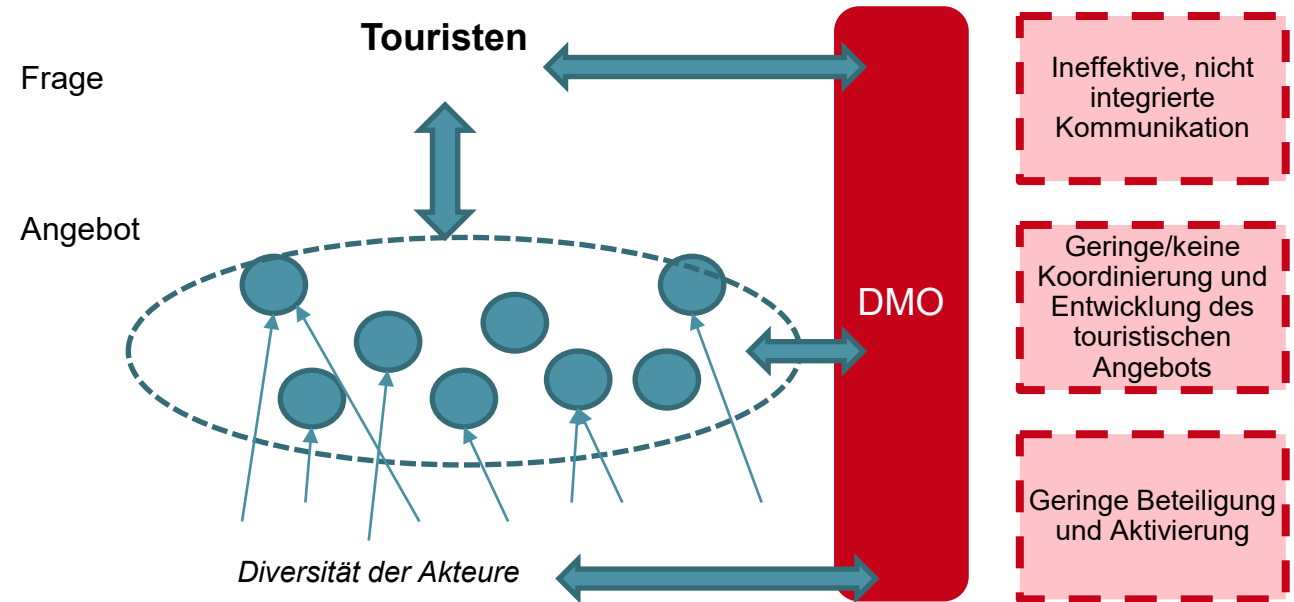 Touristen
Frage
Angebot
Diversität der Akteure
DMO
Ineffektive, nicht
integrierte
Kommunikation
Geringe/keine
Koordinierung und
Entwicklung des
touristischen
Angebots
Geringe Beteiligung
und Aktivierung